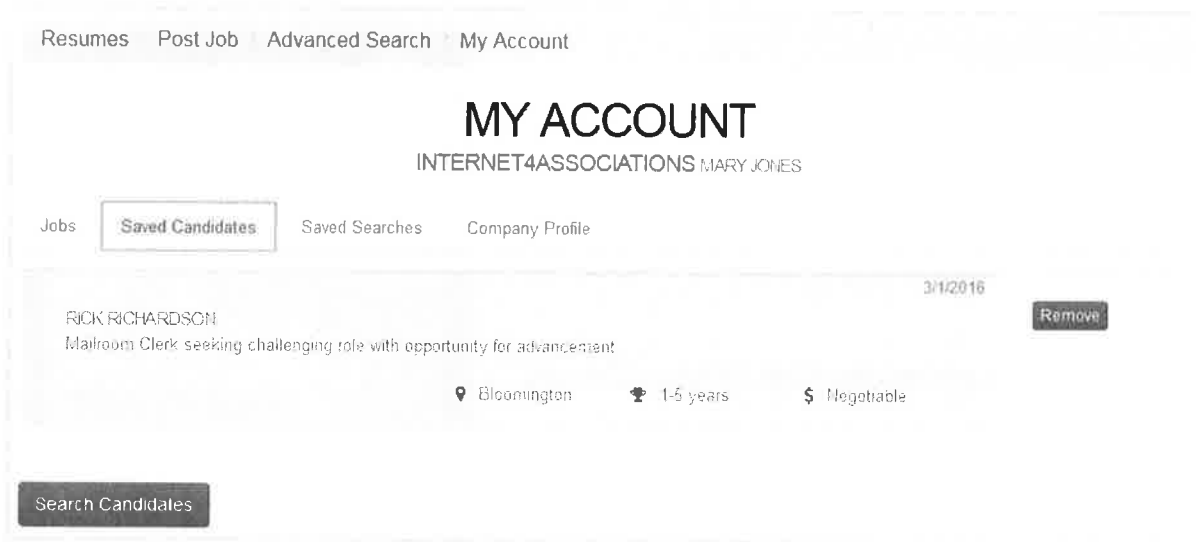 Resumes Post Job Advanced Search My Account
MY ACCOUNT
INTERNET4ASSOCIATIONS MARY JONES
Jobs Saved Candidates Saved Searches Company Profile
3/1/2016
RICK RICHARDSON
Remove
Mailroom Clerk seeking challenging role with opportunity for advancement
Bloomington 1-5 years $ Negotiable
Search Candidates